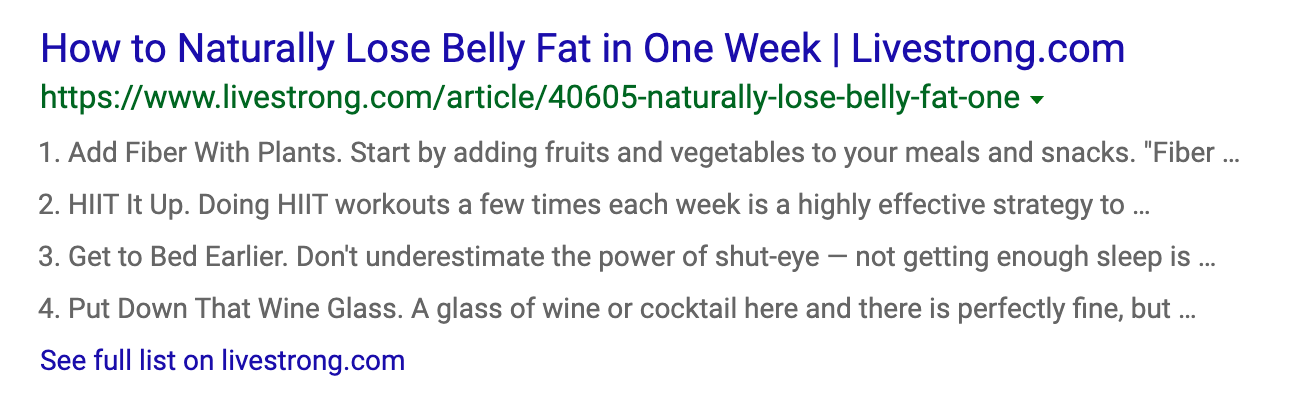 How to Naturally Lose Belly Fat in One Week | Livestrong.com
https://www.livestrong.com/article/40605-naturally-lose-belly-fat-one
1. Add Fiber With Plants. Start by adding fruits and vegetables to your meals and snacks. "Fiber ...
2. HIIT It Up. Doing HIIT workouts a few times each week is a highly effective strategy to ...
3. Get to Bed Earlier. Don't underestimate the power of shut-eye — not getting enough sleep is ...
4. Put Down That Wine Glass. A glass of wine or cocktail here and there is perfectly fine, but ...
See full list on livestrong.com